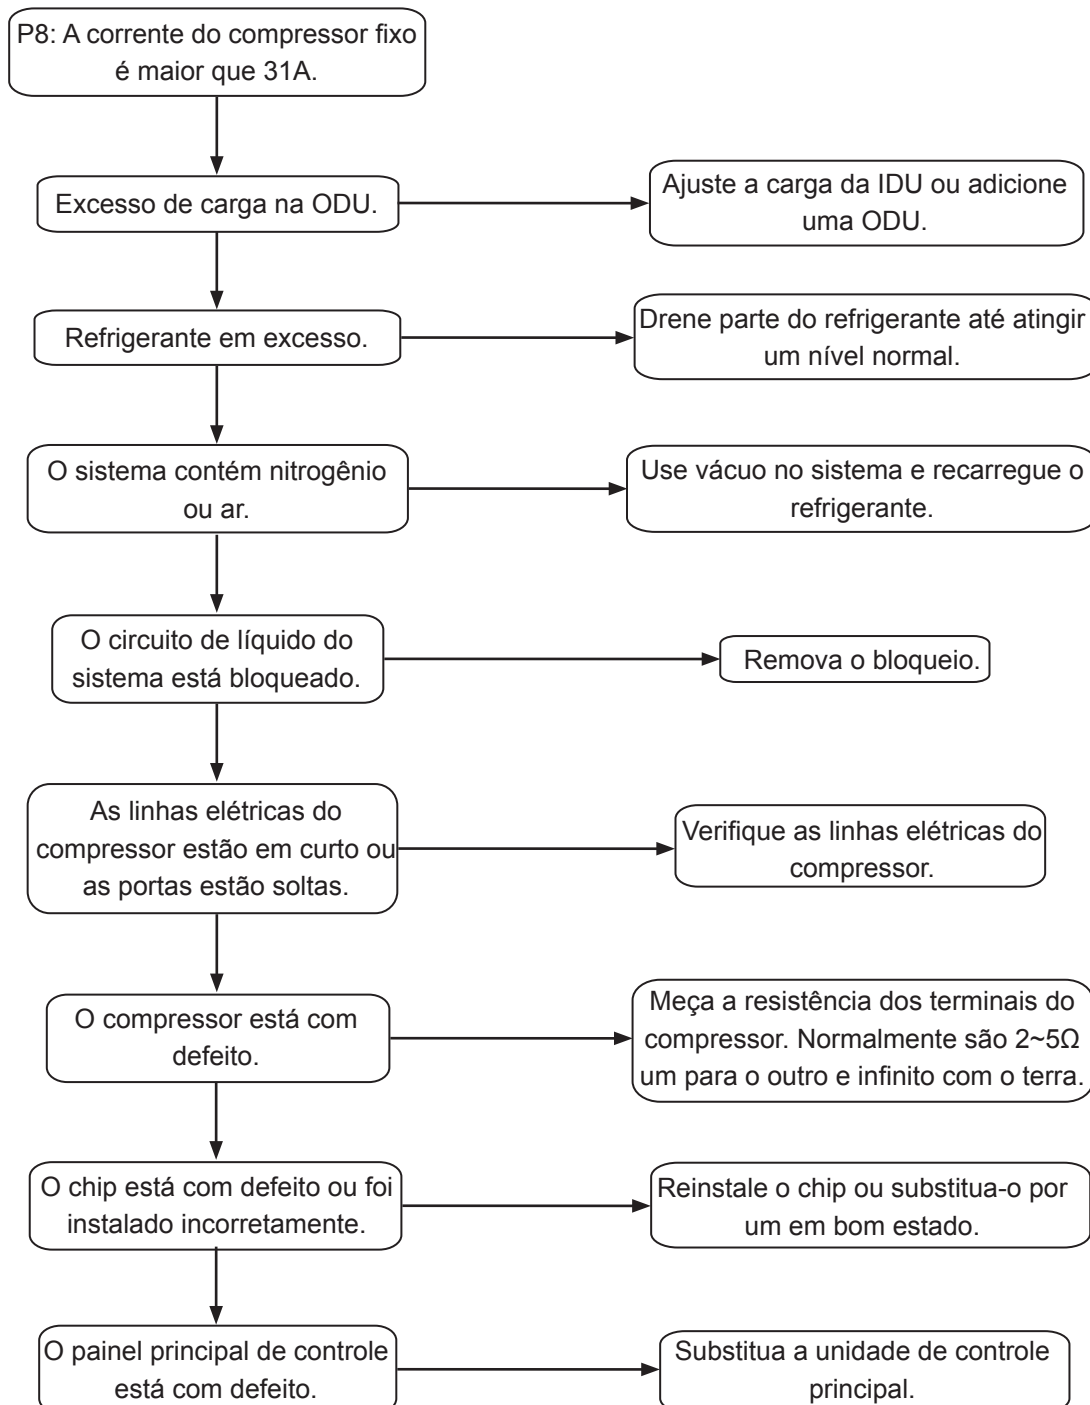 P8: A corrente do compressor fixo
é maior que 31A.
Excesso de carga na ODU.
Ajuste a carga da IDU ou adicione
uma ODU.
Refrigerante em excesso.
Drene parte do refrigerante até atingir
um nível normal.
O sistema contém nitrogênio
ou ar.
Use vácuo no sistema e recarregue o
refrigerante.
O circuito de líquido do
sistema está bloqueado.
Remova o bloqueio.
As linhas elétricas do
compressor estão em curto ou
as portas estão soltas.
Verifique as linhas elétricas do
compressor.
O compressor está com
defeito.
Meça a resistência dos terminais do
compressor. Normalmente são 2~5Ω
um para o outro e infinito com o terra.
O chip está com defeito ou foi
instalado incorretamente.
Reinstale o chip ou substitua-o por
um em bom estado.
O painel principal de controle
está com defeito.
Substitua a unidade de controle
principal.